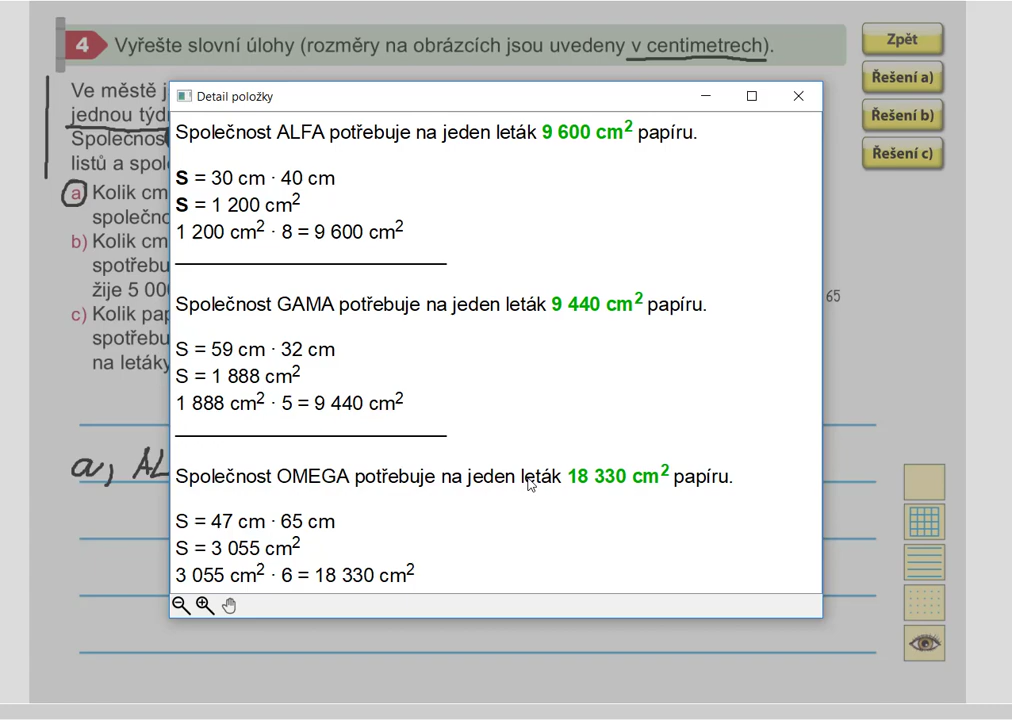 4 Vyřešte slovní úlohy (rozměry na obrázcích jsou uvedeny v centimetrech).
Zpět
Řešení a)
Řešení b)
Řešení c)
Ve městě j
jednou týd
Společnos
listů a spol
a) Kolik cm
společno
b) Kolik cm
spotřebu
žije 5 00
c) Kolik pap
spotřebu
na letáky
65
a, AL
Detail položky
Společnost ALFA potřebuje na jeden leták 9 600 cm² papíru.
S = 30 cm · 40 cm
S = 1 200 cm²
1 200 cm² · 8 = 9 600 cm²
Společnost GAMA potřebuje na jeden leták 9 440 cm² papíru.
S = 59 cm · 32 cm
S = 1 888 cm²
1 888 cm² · 5 = 9 440 cm²
Společnost OMEGA potřebuje na jeden leták 18 330 cm² papíru.
S = 47 cm · 65 cm
S = 3 055 cm²
3 055 cm² · 6 = 18 330 cm²